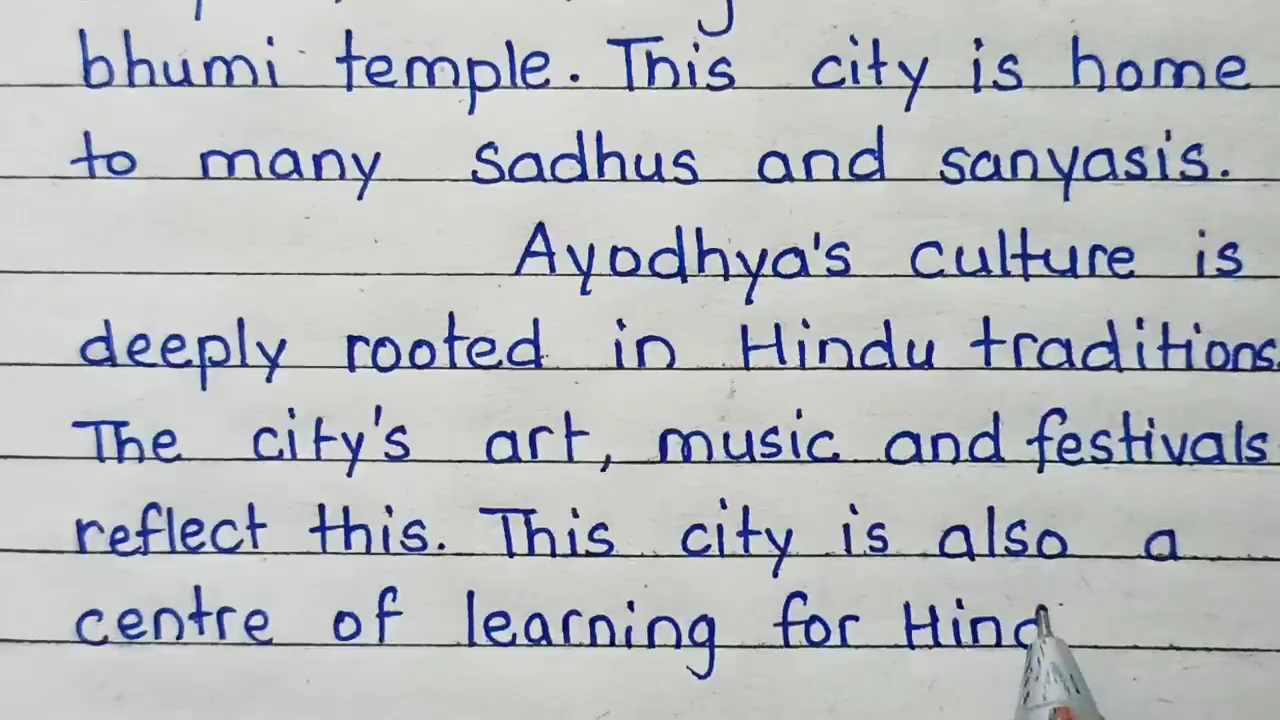 bhumi temple. This city is home
to many sadhus and sanyasis.
Ayodhya's culture is
deeply rooted in Hindu traditions.
The city's art, music and festivals
reflect this. This city is also a
centre of learning for Hind